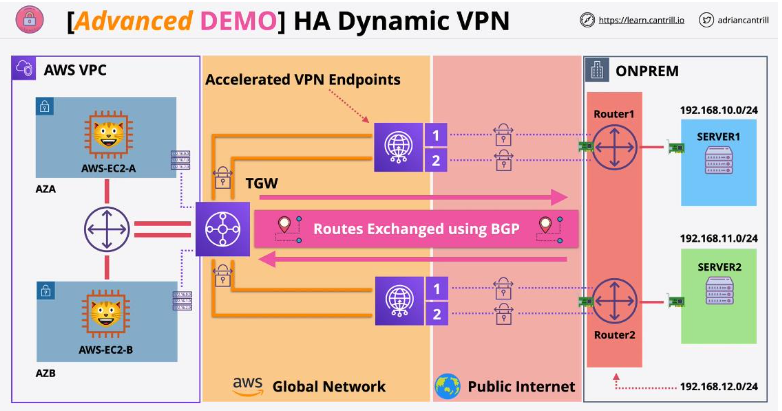 [Advanced DEMO] HA Dynamic VPN
https://learn.cantrill.io
adriancantrill
AWS VPC
ONPREM
Accelerated VPN Endpoints
192.168.10.0/24
Router1
1
2
SERVER1
AWS-EC2-A
AZA
TGW
Routes Exchanged using BGP
192.168.11.0/24
SERVER2
1
2
Router2
AWS-EC2-B
AZB
aws
Global Network
Public Internet
192.168.12.0/24